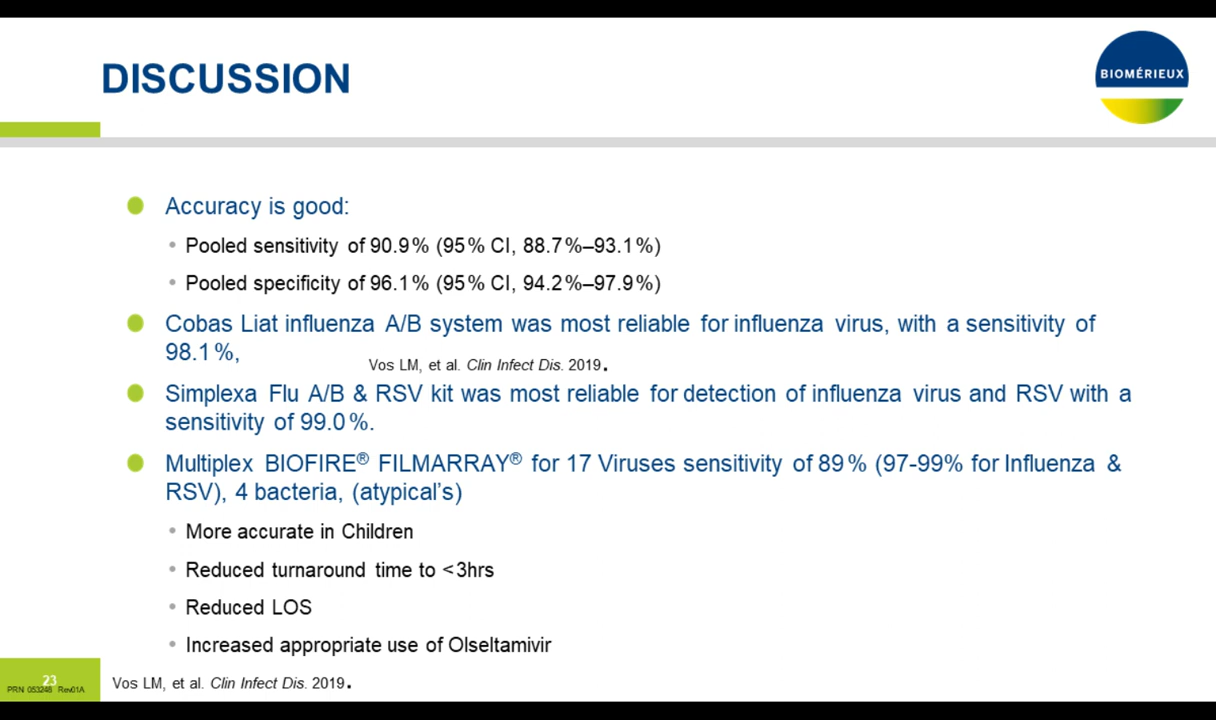 DISCUSSION
BIOMÉRIEUX
Accuracy is good:
Pooled sensitivity of 90.9% (95% CI, 88.7%–93.1%)
Pooled specificity of 96.1% (95% CI, 94.2%–97.9%)
Cobas Liat influenza A/B system was most reliable for influenza virus, with a sensitivity of
98.1%,
Vos LM, et al. Clin Infect Dis. 2019.
Simplexa Flu A/B & RSV kit was most reliable for detection of influenza virus and RSV with a
sensitivity of 99.0%.
Multiplex BIOFIRE® FILMARRAY® for 17 Viruses sensitivity of 89% (97-99% for Influenza &
RSV), 4 bacteria, (atypical's)
More accurate in Children
Reduced turnaround time to <3hrs
Reduced LOS
Increased appropriate use of Olseltamivir
23
PRN 053248 Rev01A
Vos LM, et al. Clin Infect Dis. 2019.